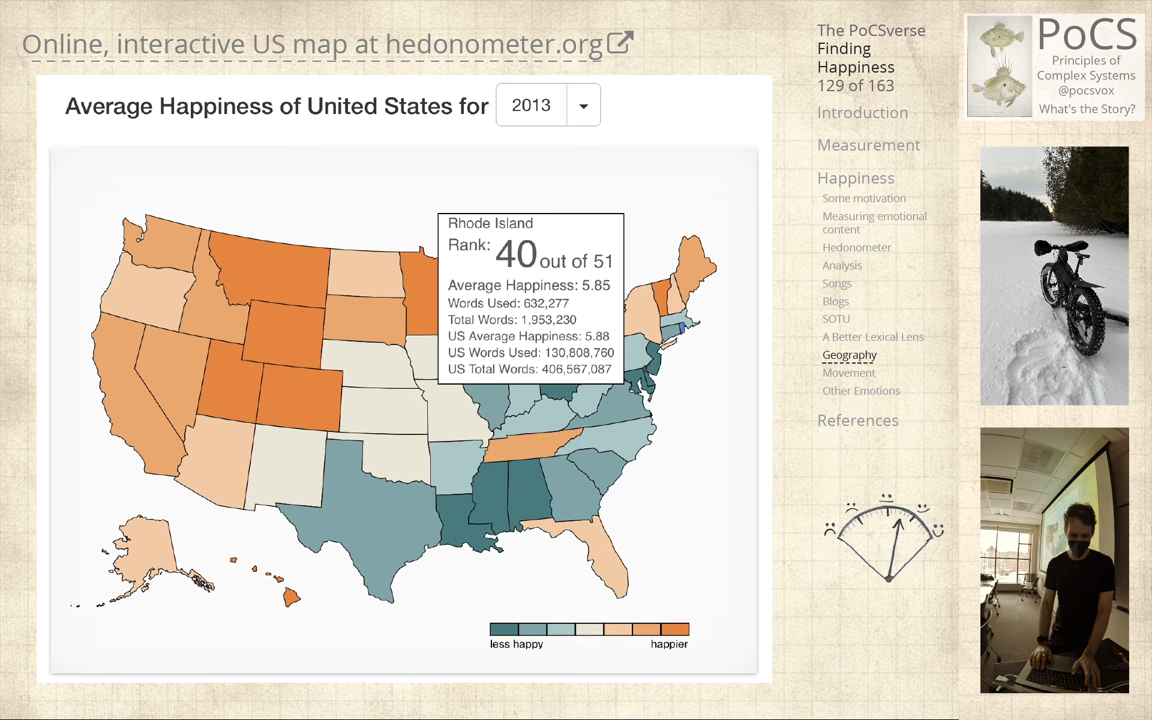 Online, interactive US map at hedonometer.org
Average Happiness of United States for 2013
Rhode Island
Rank: 40 out of 51
Average Happiness: 5.85
Words Used: 632,277
Total Words: 1,953,230
US Average Happiness: 5.88
US Words Used: 130,808,760
US Total Words: 406,567,087
less happy
happier
The PoCSverse
Finding
Happiness
129 of 163
Introduction
Measurement
Happiness
Some motivation
Measuring emotional
content
Hedonometer
Analysis
Songs
Blogs
SOTU
A Better Lexical Lens
Geography
Movement
Other Emotions
References
PoCS
Principles of
Complex Systems
@pocsvox
What's the Story?